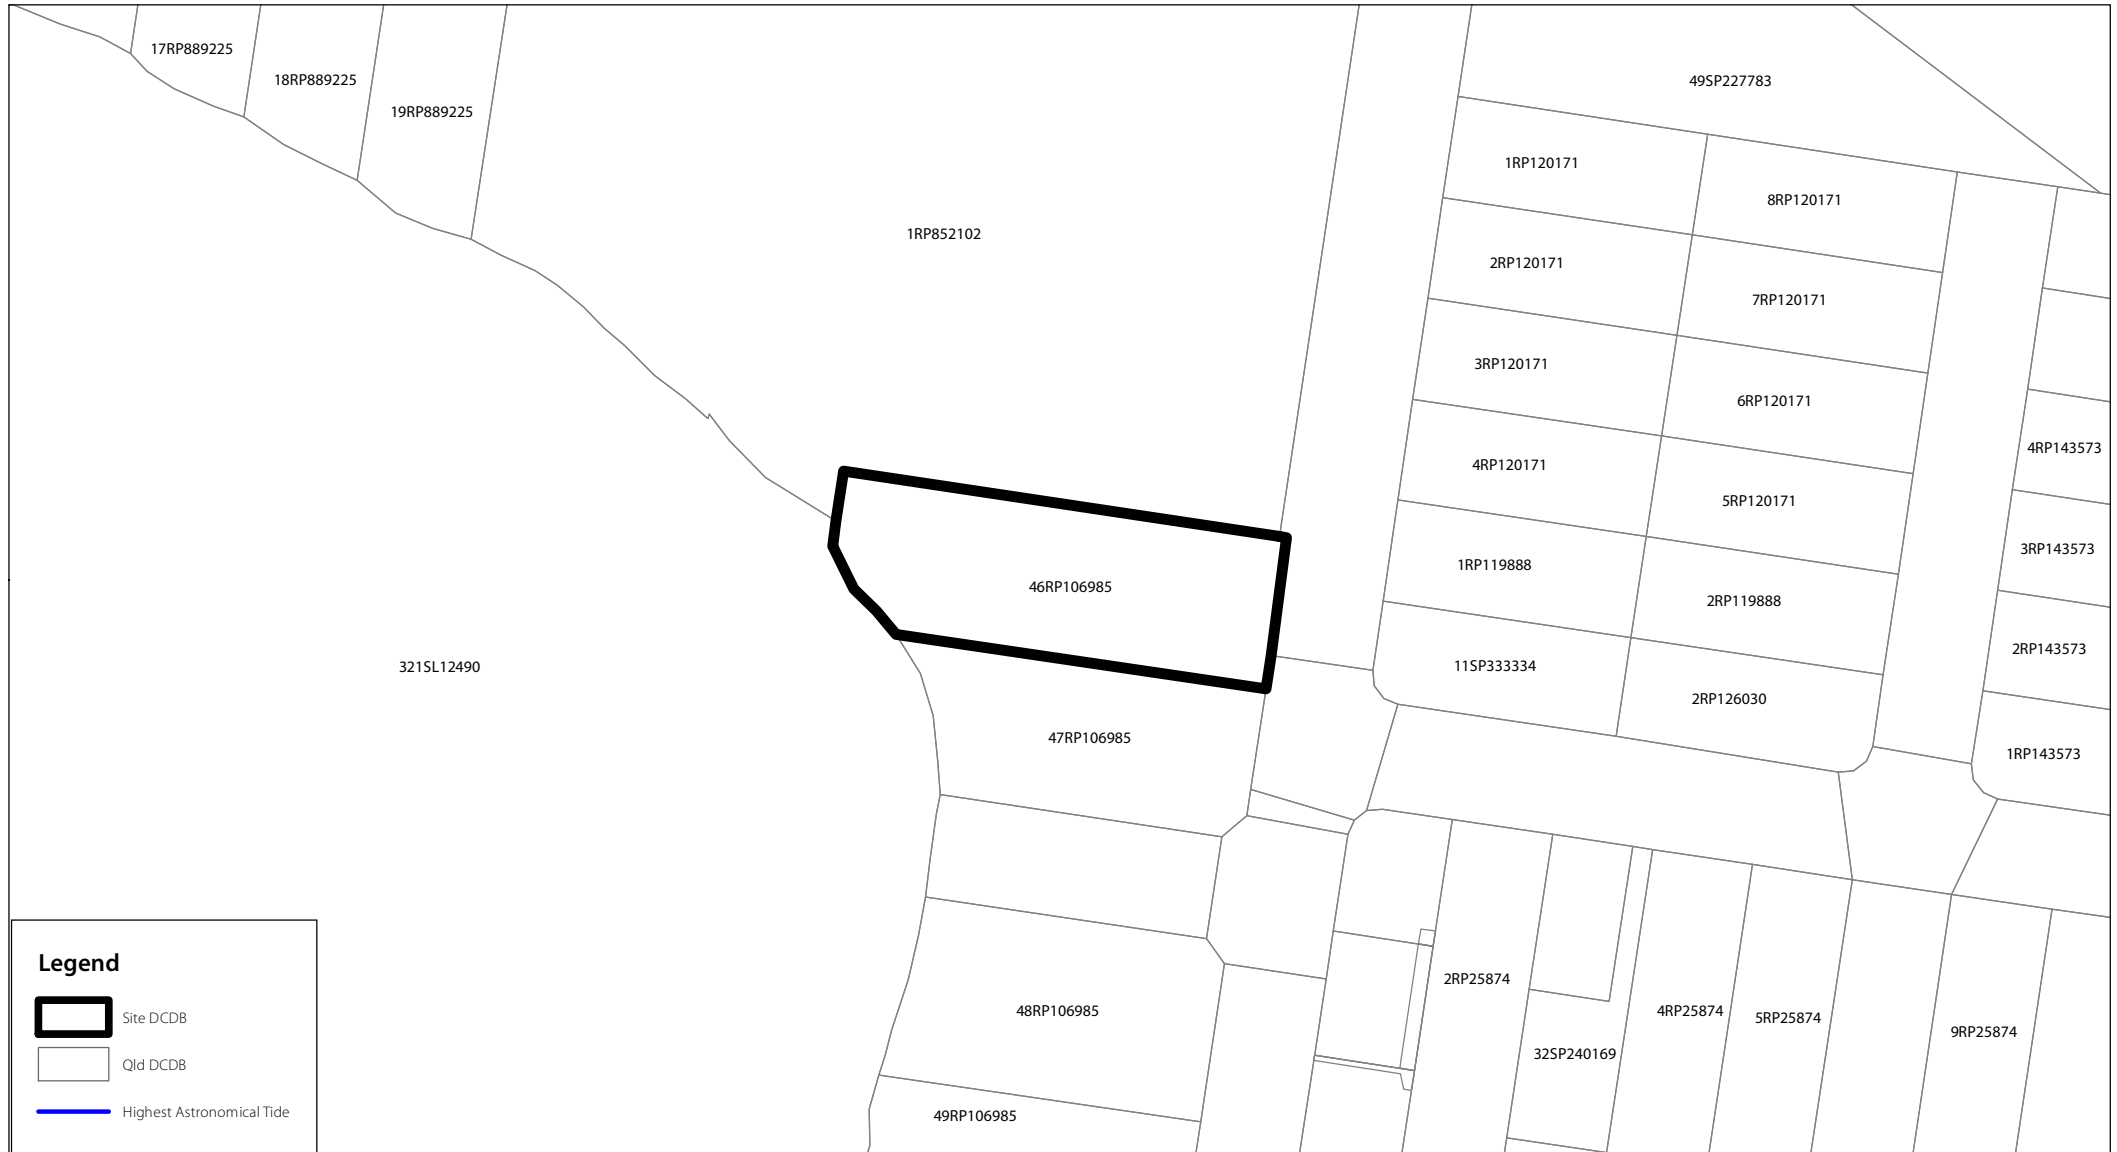 17RP889225
18RP889225
49SP227783
19RP889225
1RP120171
8RP120171
1RP852102
2RP120171
7RP120171
3RP120171
6RP120171
4RP143573
4RP120171
5RP120171
3RP143573
1RP119888
46RP106985
2RP119888
2RP143573
321SL12490
11SP333334
2RP126030
47RP106985
1RP143573
2RP25874
48RP106985
4RP25874
5RP25874
9RP25874
32SP240169
49RP106985
Legend
Site DCDB
Qld DCDB
Highest Astronomical Tide